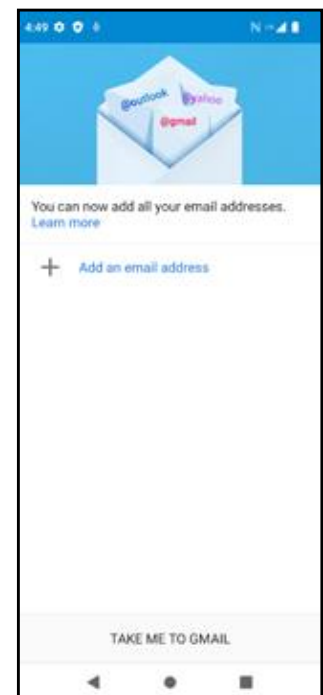 4:49
@outlook @yahoo
@gmail
You can now add all your email addresses.
Learn more
Add an email address
TAKE ME TO GMAIL